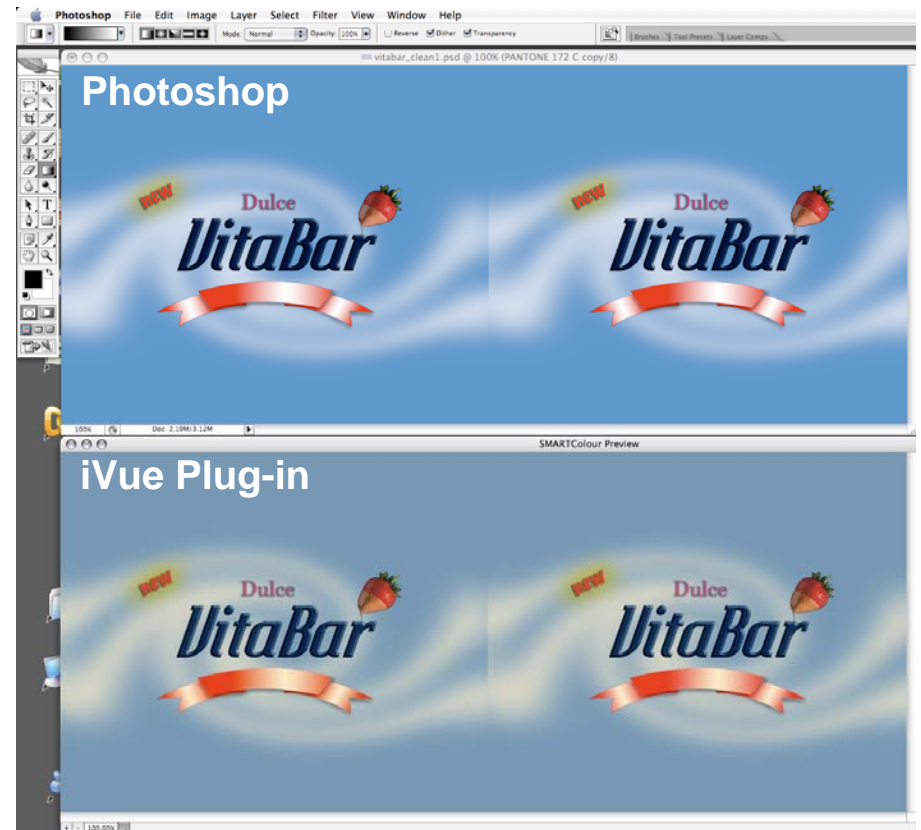 Photoshop File Edit Image Layer Select Filter View Window Help
Mode: Normal Opacity: 100% Reverse Dither Transparency Brushes Tool Presets Layer Comps
vitabar_clean1.psd @ 100% (PANTONE 172 C copy/8)
Photoshop
new new
Dulce Dulce
VitaBar VitaBar
T
100% Doc: 2.19M/3.12M
SMARTColour Preview
iVue Plug-in
new new
Dulce Dulce
VitaBar VitaBar
+ - 100.00%